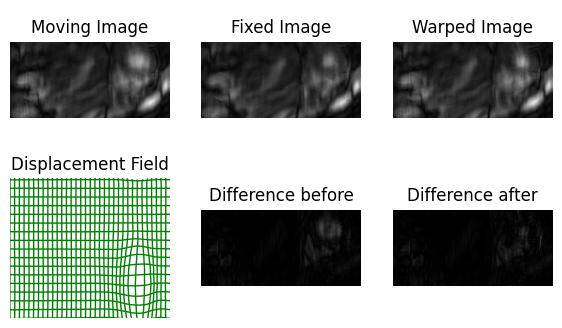 Moving Image
Fixed Image
Warped Image
Displacement Field
Difference before
Difference after